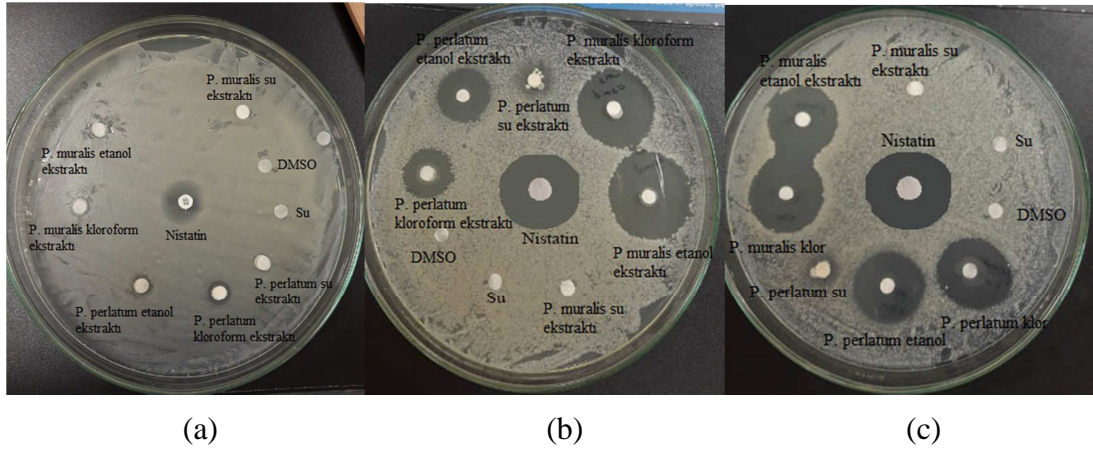 P. muralis su
ekstraktı
P. muralis etanol
ekstraktı
DMSO
P. muralis kloroform
ekstraktı
Nistatin
Su
P. perlatum su
ekstraktı
P. perlatum etanol
ekstraktı
P. perlatum
kloroform ekstraktı
(a)
P. perlatum
etanol ekstraktı
P. muralis kloroform
ekstraktı
P. perlatum
su ekstraktı
P. perlatum
kloroform ekstraktı
DMSO
Nistatin
P muralis etanol
ekstraktı
Su
P. muralis su
ekstraktı
(b)
P. muralis
etanol ekstraktı
P. muralis su
ekstraktı
Nistatin
Su
DMSO
P. muralis klor
P. perlatum su
P. perlatum klor
P. perlatum etanol
(c)